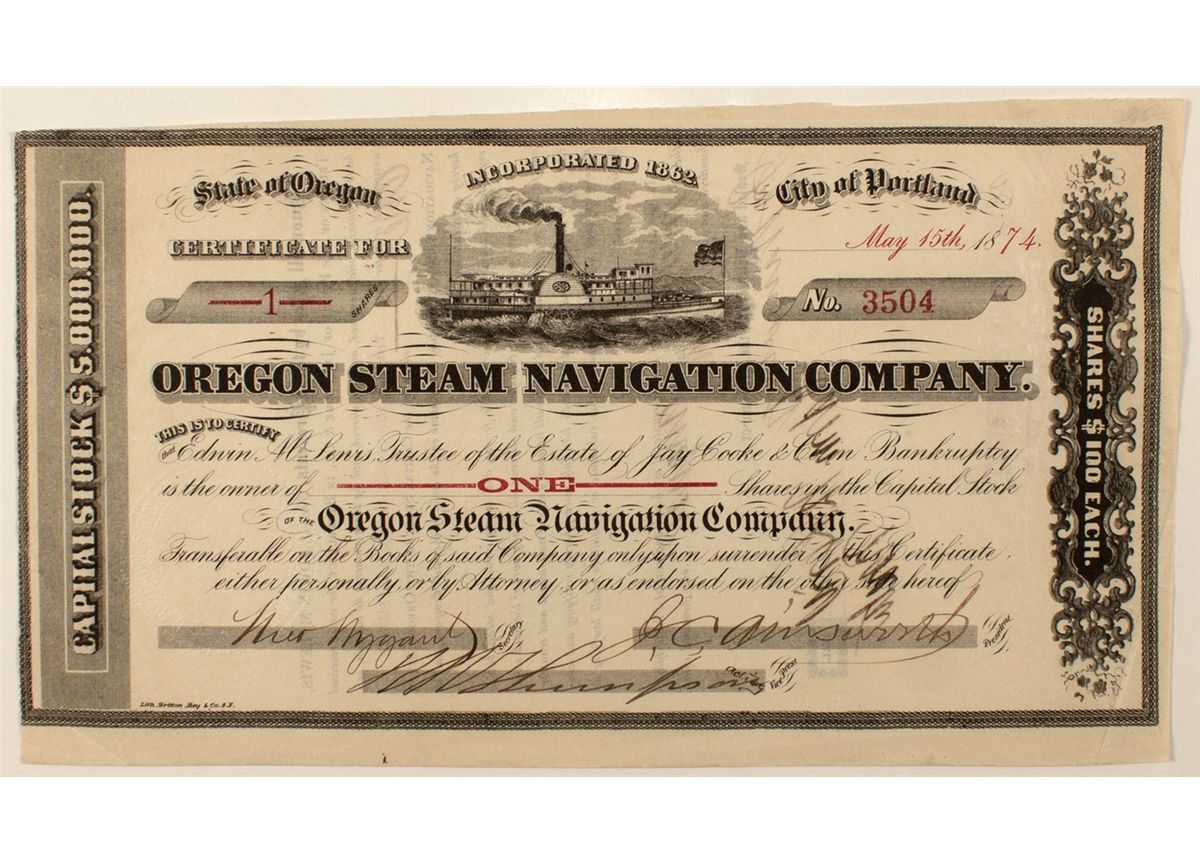 INCORPORATED 1862.
State of Oregon
City of Portland
CERTIFICATE FOR
May 15th, 1874.
1 SHARES
No. 3504
CAPITAL STOCK $5.000.000.
SHARES $100 EACH.
OREGON STEAM NAVIGATION COMPANY.
THIS IS TO CERTIFY
that Edwin M Lewis, Trustee of the Estate of Jay Cooke & Co in Bankruptcy
is the owner of ONE Shares in the Capital Stock
OF THE Oregon Steam Navigation Company.
Transferable on the Books of said Company only upon surrender of this Certificate,
either personally, or by Attorney, or as endorsed on the other side hereof
Theo Wygant Secretary
J. C. Ainsworth President
R R Thompson Vice Prest
Lith. Britton, Rey & Co. S.F.